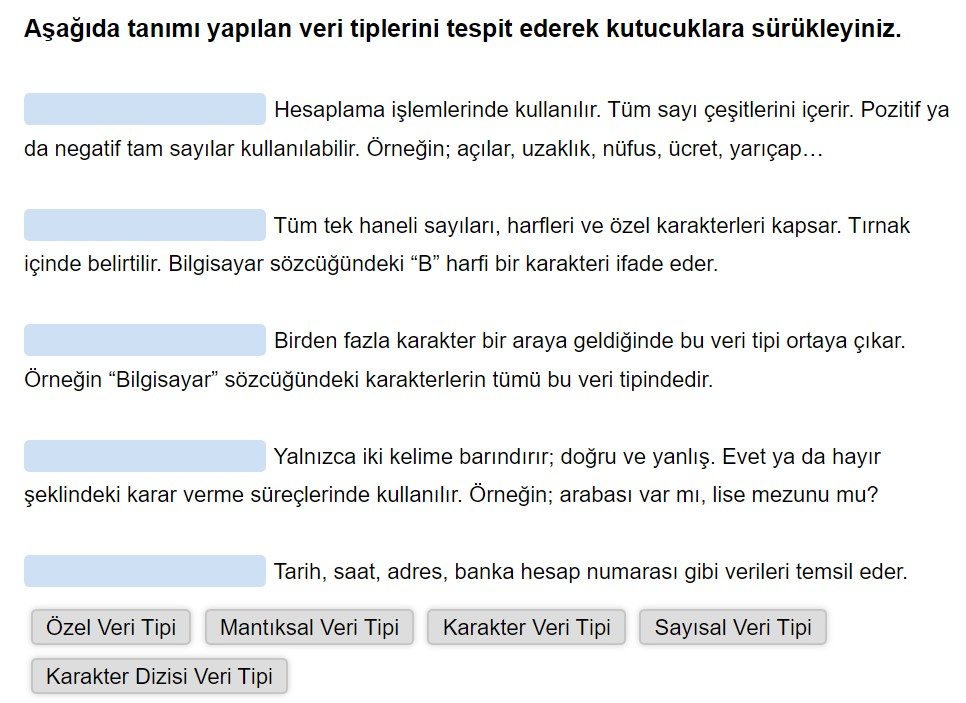 Aşağıda tanımı yapılan veri tiplerini tespit ederek kutucuklara sürükleyiniz.
Hesaplama işlemlerinde kullanılır. Tüm sayı çeşitlerini içerir. Pozitif ya
da negatif tam sayılar kullanılabilir. Örneğin; açılar, uzaklık, nüfus, ücret, yarıçap…
Tüm tek haneli sayıları, harfleri ve özel karakterleri kapsar. Tırnak
içinde belirtilir. Bilgisayar sözcüğündeki “B” harfi bir karakteri ifade eder.
Birden fazla karakter bir araya geldiğinde bu veri tipi ortaya çıkar.
Örneğin “Bilgisayar” sözcüğündeki karakterlerin tümü bu veri tipindedir.
Yalnızca iki kelime barındırır; doğru ve yanlış. Evet ya da hayır
şeklindeki karar verme süreçlerinde kullanılır. Örneğin; arabası var mı, lise mezunu mu?
Tarih, saat, adres, banka hesap numarası gibi verileri temsil eder.
Özel Veri Tipi Mantıksal Veri Tipi Karakter Veri Tipi Sayısal Veri Tipi
Karakter Dizisi Veri Tipi